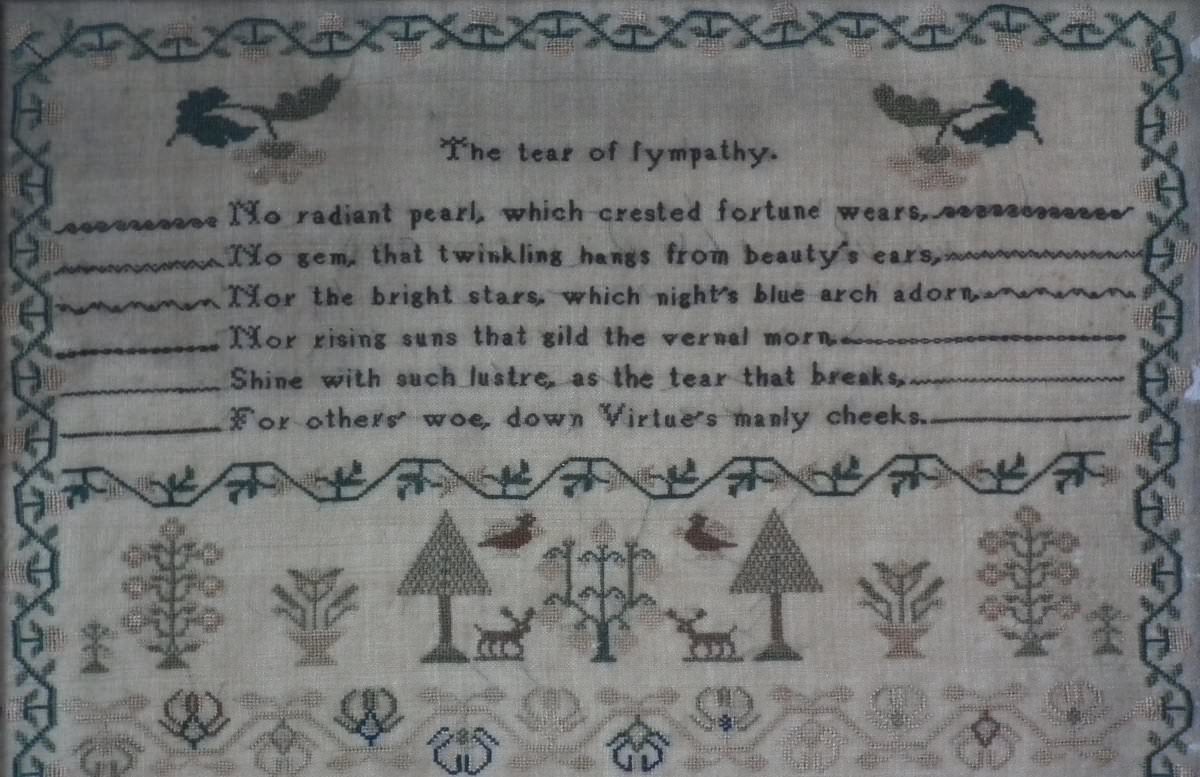 The tear of ſympathy.
No radiant pearl, which crested fortune wears,
No gem, that twinkling hangs from beauty's ears,
Nor the bright stars, which night's blue arch adorn,
Nor rising suns that gild the vernal morn,
Shine with such lustre, as the tear that breaks,
For others' woe, down Virtue's manly cheeks.